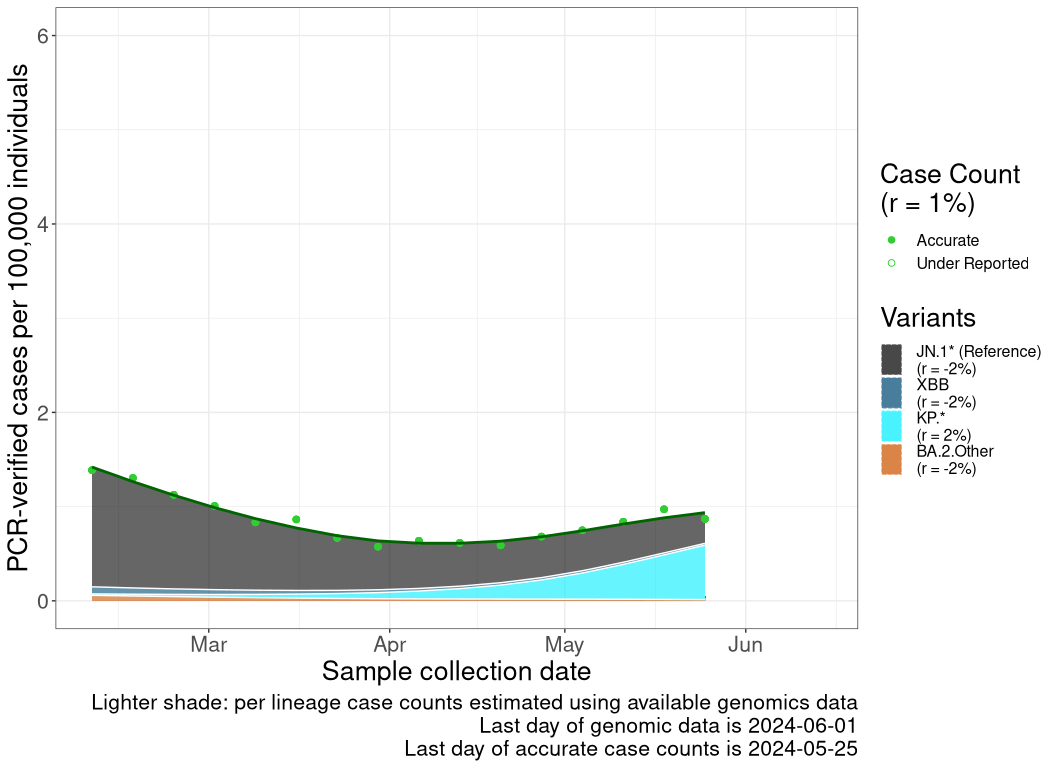 PCR-verified cases per 100,000 individuals
6
4
2
0
Mar
Apr
May
Jun
Sample collection date
Lighter shade: per lineage case counts estimated using available genomics data
Last day of genomic data is 2024-06-01
Last day of accurate case counts is 2024-05-25
Case Count
(r = 1%)
Accurate
Under Reported
Variants
JN.1* (Reference)
(r = -2%)
XBB
(r = -2%)
KP.*
(r = 2%)
BA.2.Other
(r = -2%)